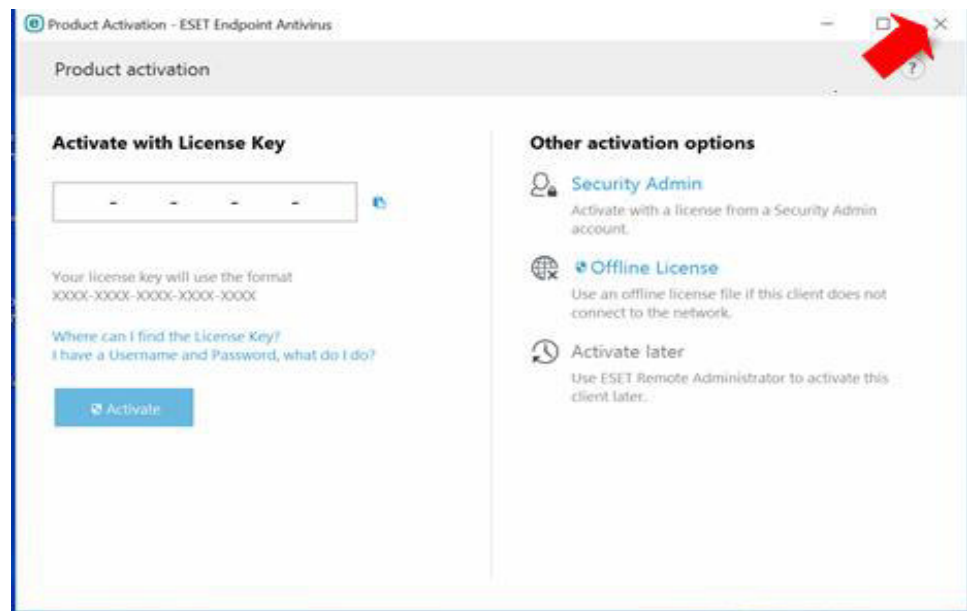 Product Activation - ESET Endpoint Antivirus
Product activation
?
Activate with License Key
- - - -
Your license key will use the format
XXXX-XXXX-XXXX-XXXX-XXXX
Where can I find the License Key?
I have a Username and Password, what do I do?
Activate
Other activation options
Security Admin
Activate with a license from a Security Admin
account.
Offline License
Use an offline license file if this client does not
connect to the network.
Activate later
Use ESET Remote Administrator to activate this
client later.